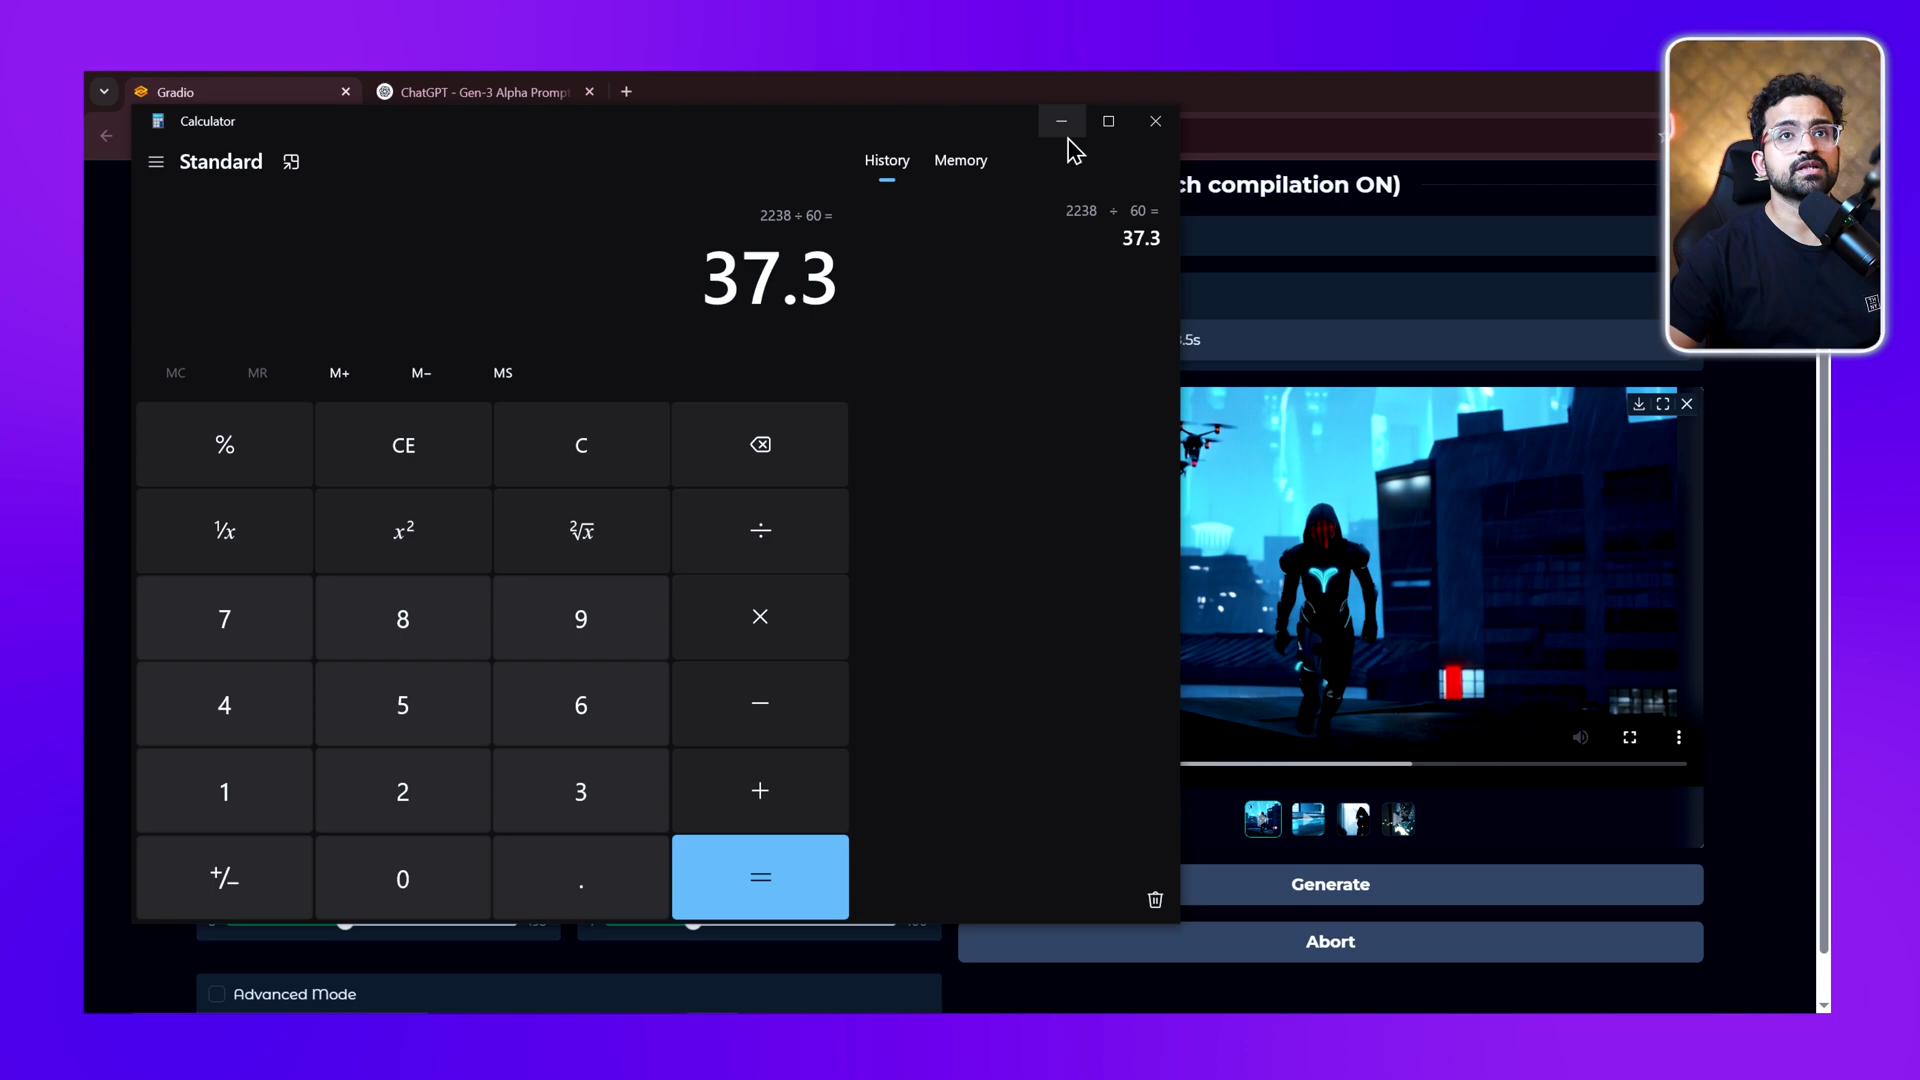 Gradio
ChatGPT - Gen-3 Alpha Prompt
Calculator
Standard
History
Memory
ch compilation ON)
2238 ÷ 60 =
37.3
2238 ÷ 60 =
37.3
.5s
MC
MR
M+
M−
MS
%
CE
C
⅟x
x²
²√x
÷
7
8
9
×
4
5
6
−
1
2
3
+
+/−
0
.
=
Generate
Abort
Advanced Mode